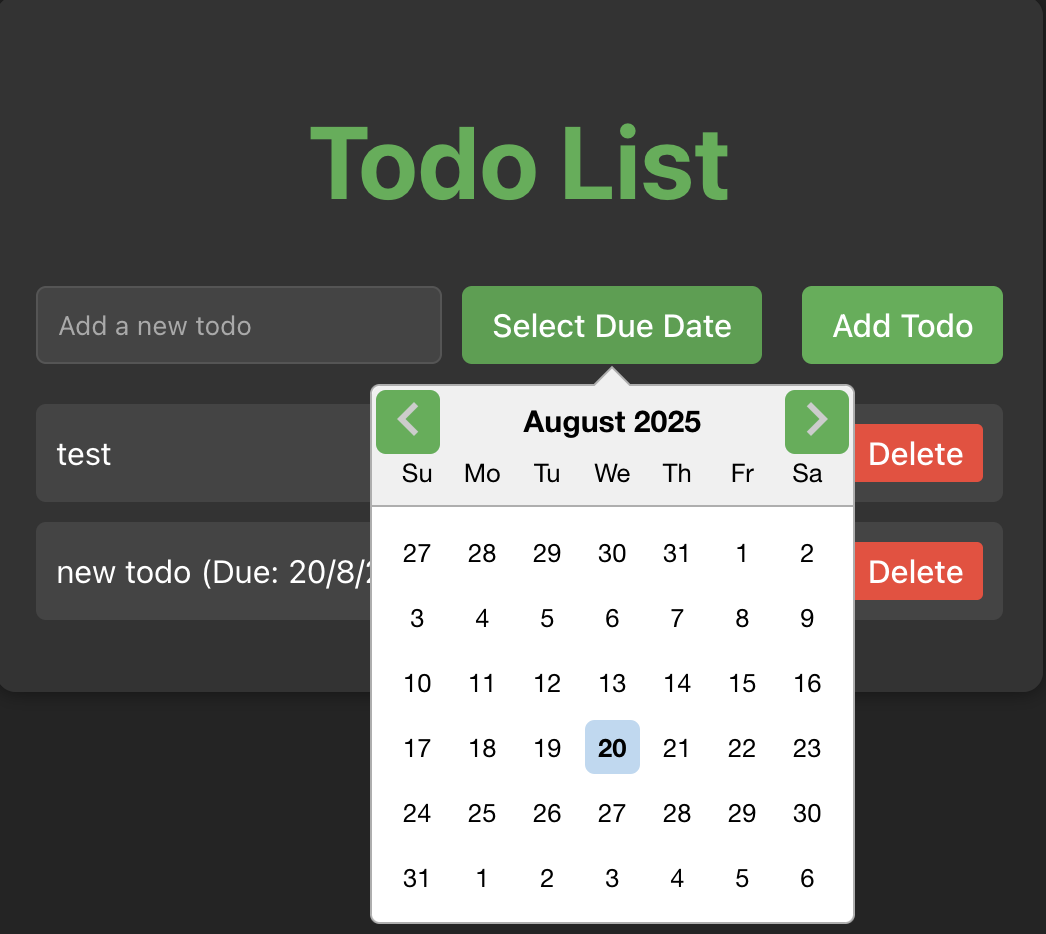 Todo List
Add a new todo Select Due Date Add Todo
August 2025
Su Mo Tu We Th Fr Sa
test Delete
new todo (Due: 20/8/ Delete
27 28 29 30 31 1 2
3 4 5 6 7 8 9
10 11 12 13 14 15 16
17 18 19 20 21 22 23
24 25 26 27 28 29 30
31 1 2 3 4 5 6